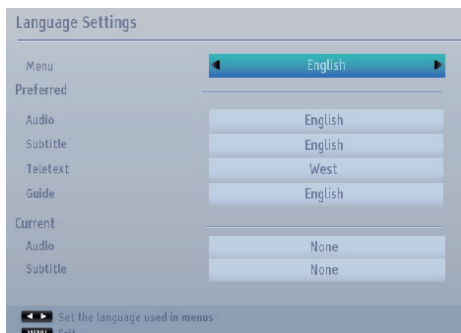 Language Settings
Menu English
Preferred
Audio English
Subtitle English
Teletext West
Guide English
Current
Audio None
Subtitle None
Set the language used in menus
MENU Exit